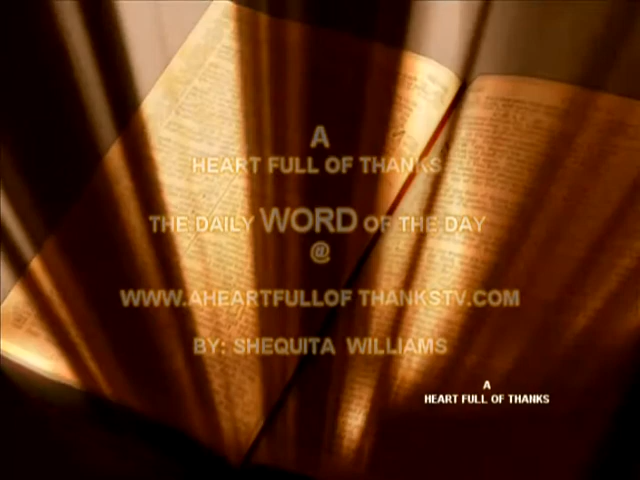 A
HEART FULL OF THANKS
THE DAILY WORD OF THE DAY
@
WWW.AHEARTFULLOF THANKSTV.COM
BY: SHEQUITA WILLIAMS
A
HEART FULL OF THANKS